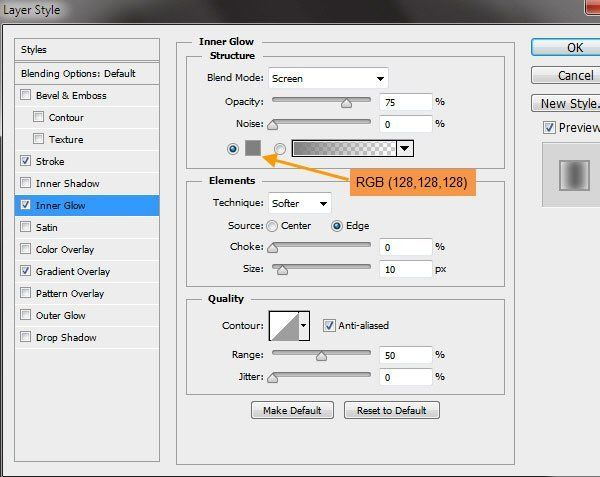 Layer Style
Styles
Blending Options: Default
Bevel & Emboss
Contour
Texture
Stroke
Inner Shadow
Inner Glow
Satin
Color Overlay
Gradient Overlay
Pattern Overlay
Outer Glow
Drop Shadow
Inner Glow
Structure
Blend Mode: Screen
Opacity: 75 %
Noise: 0 %
RGB (128,128,128)
Elements
Technique: Softer
Source: Center Edge
Choke: 0 %
Size: 10 px
Quality
Contour: Anti-aliased
Range: 50 %
Jitter: 0 %
Make Default Reset to Default
OK
Cancel
New Style..
Preview